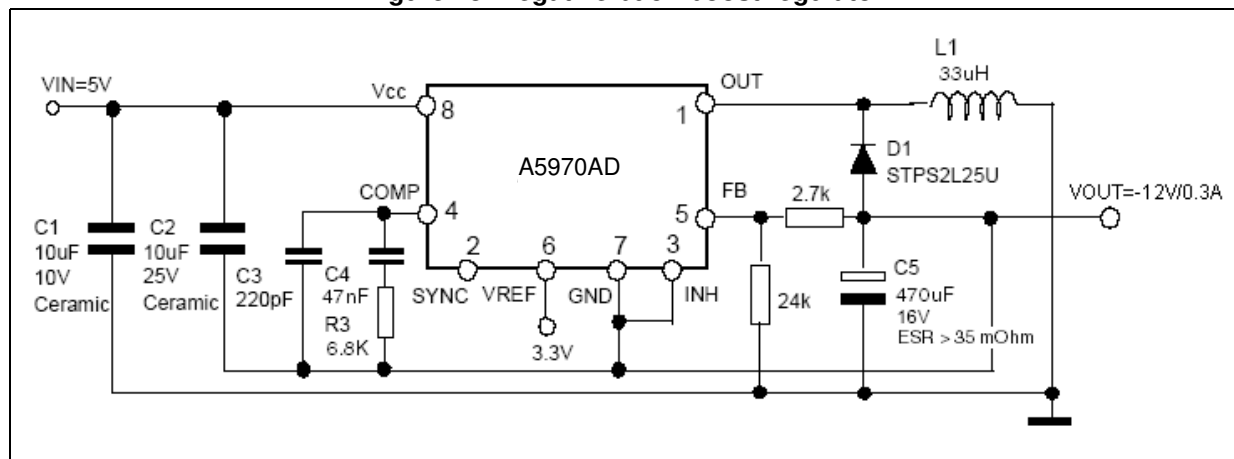 VIN=5V
Vcc
8
OUT
1
L1
33uH
A5970AD
D1
STPS2L25U
COMP
4
FB
5
2.7k
VOUT=-12V/0.3A
C1
10uF
10V
Ceramic
C2
10uF
25V
Ceramic
C3
220pF
C4
47nF
R3
6.8K
2
SYNC
6
VREF
3.3V
7
GND
3
INH
24k
C5
470uF
16V
ESR > 35 mOhm